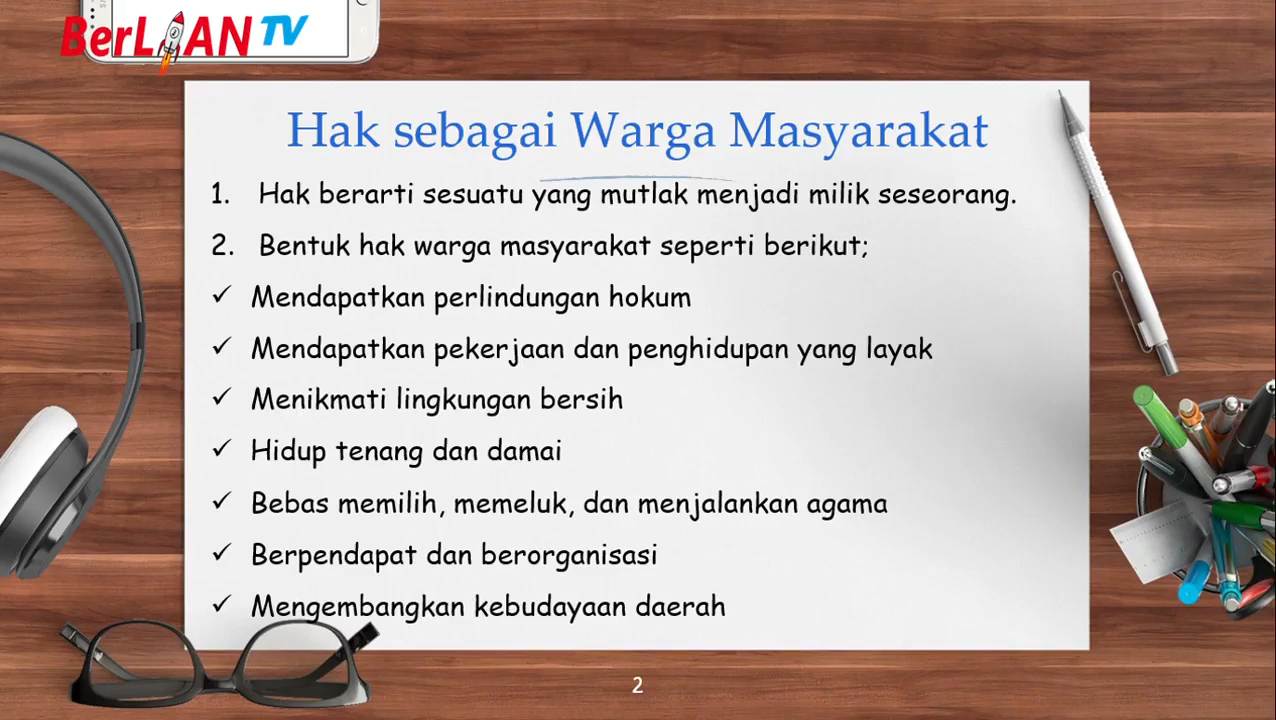 BerLIAN TV
Hak sebagai Warga Masyarakat
1. Hak berarti sesuatu yang mutlak menjadi milik seseorang.
2. Bentuk hak warga masyarakat seperti berikut;
✓ Mendapatkan perlindungan hokum
✓ Mendapatkan pekerjaan dan penghidupan yang layak
✓ Menikmati lingkungan bersih
✓ Hidup tenang dan damai
✓ Bebas memilih, memeluk, dan menjalankan agama
✓ Berpendapat dan berorganisasi
✓ Mengembangkan kebudayaan daerah
2